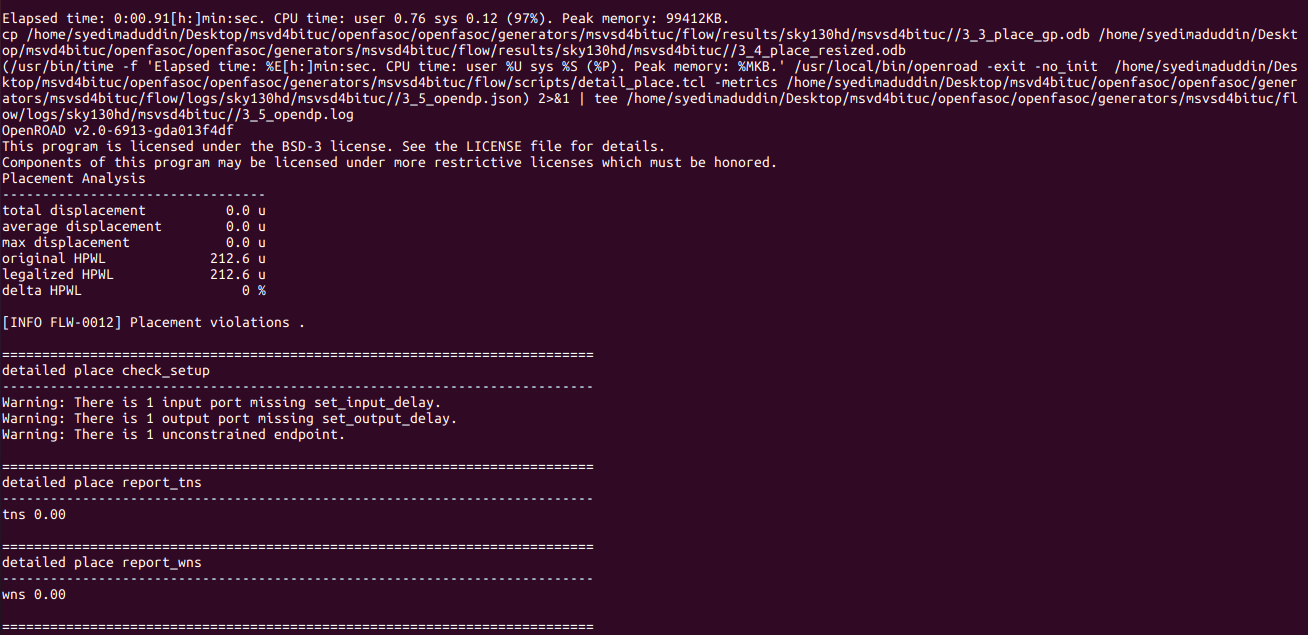 Elapsed time: 0:00.91[h:]min:sec. CPU time: user 0.76 sys 0.12 (97%). Peak memory: 99412KB.
cp /home/syedimaduddin/Desktop/msvd4bituc/openfasoc/openfasoc/generators/msvsd4bituc/flow/results/sky130hd/msvsd4bituc//3_3_place_gp.odb /home/syedimaduddin/Deskt
op/msvd4bituc/openfasoc/openfasoc/generators/msvsd4bituc/flow/results/sky130hd/msvsd4bituc//3_4_place_resized.odb
(/usr/bin/time -f 'Elapsed time: %E[h:]min:sec. CPU time: user %U sys %S (%P). Peak memory: %MKB.' /usr/local/bin/openroad -exit -no_init  /home/syedimaduddin/Des
ktop/msvd4bituc/openfasoc/openfasoc/generators/msvsd4bituc/flow/scripts/detail_place.tcl -metrics /home/syedimaduddin/Desktop/msvd4bituc/openfasoc/openfasoc/gener
ators/msvsd4bituc/flow/logs/sky130hd/msvsd4bituc//3_5_opendp.json) 2>&1 | tee /home/syedimaduddin/Desktop/msvd4bituc/openfasoc/openfasoc/generators/msvsd4bituc/fl
ow/logs/sky130hd/msvsd4bituc//3_5_opendp.log
OpenROAD v2.0-6913-gda013f4df
This program is licensed under the BSD-3 license. See the LICENSE file for details.
Components of this program may be licensed under more restrictive licenses which must be honored.
Placement Analysis
---------------------------------
total displacement          0.0 u
average displacement        0.0 u
max displacement            0.0 u
original HPWL             212.6 u
legalized HPWL            212.6 u
delta HPWL                    0 %
[INFO FLW-0012] Placement violations .
==========================================================================
detailed place check_setup
--------------------------------------------------------------------------
Warning: There is 1 input port missing set_input_delay.
Warning: There is 1 output port missing set_output_delay.
Warning: There is 1 unconstrained endpoint.
==========================================================================
detailed place report_tns
--------------------------------------------------------------------------
tns 0.00
==========================================================================
detailed place report_wns
--------------------------------------------------------------------------
wns 0.00
==========================================================================